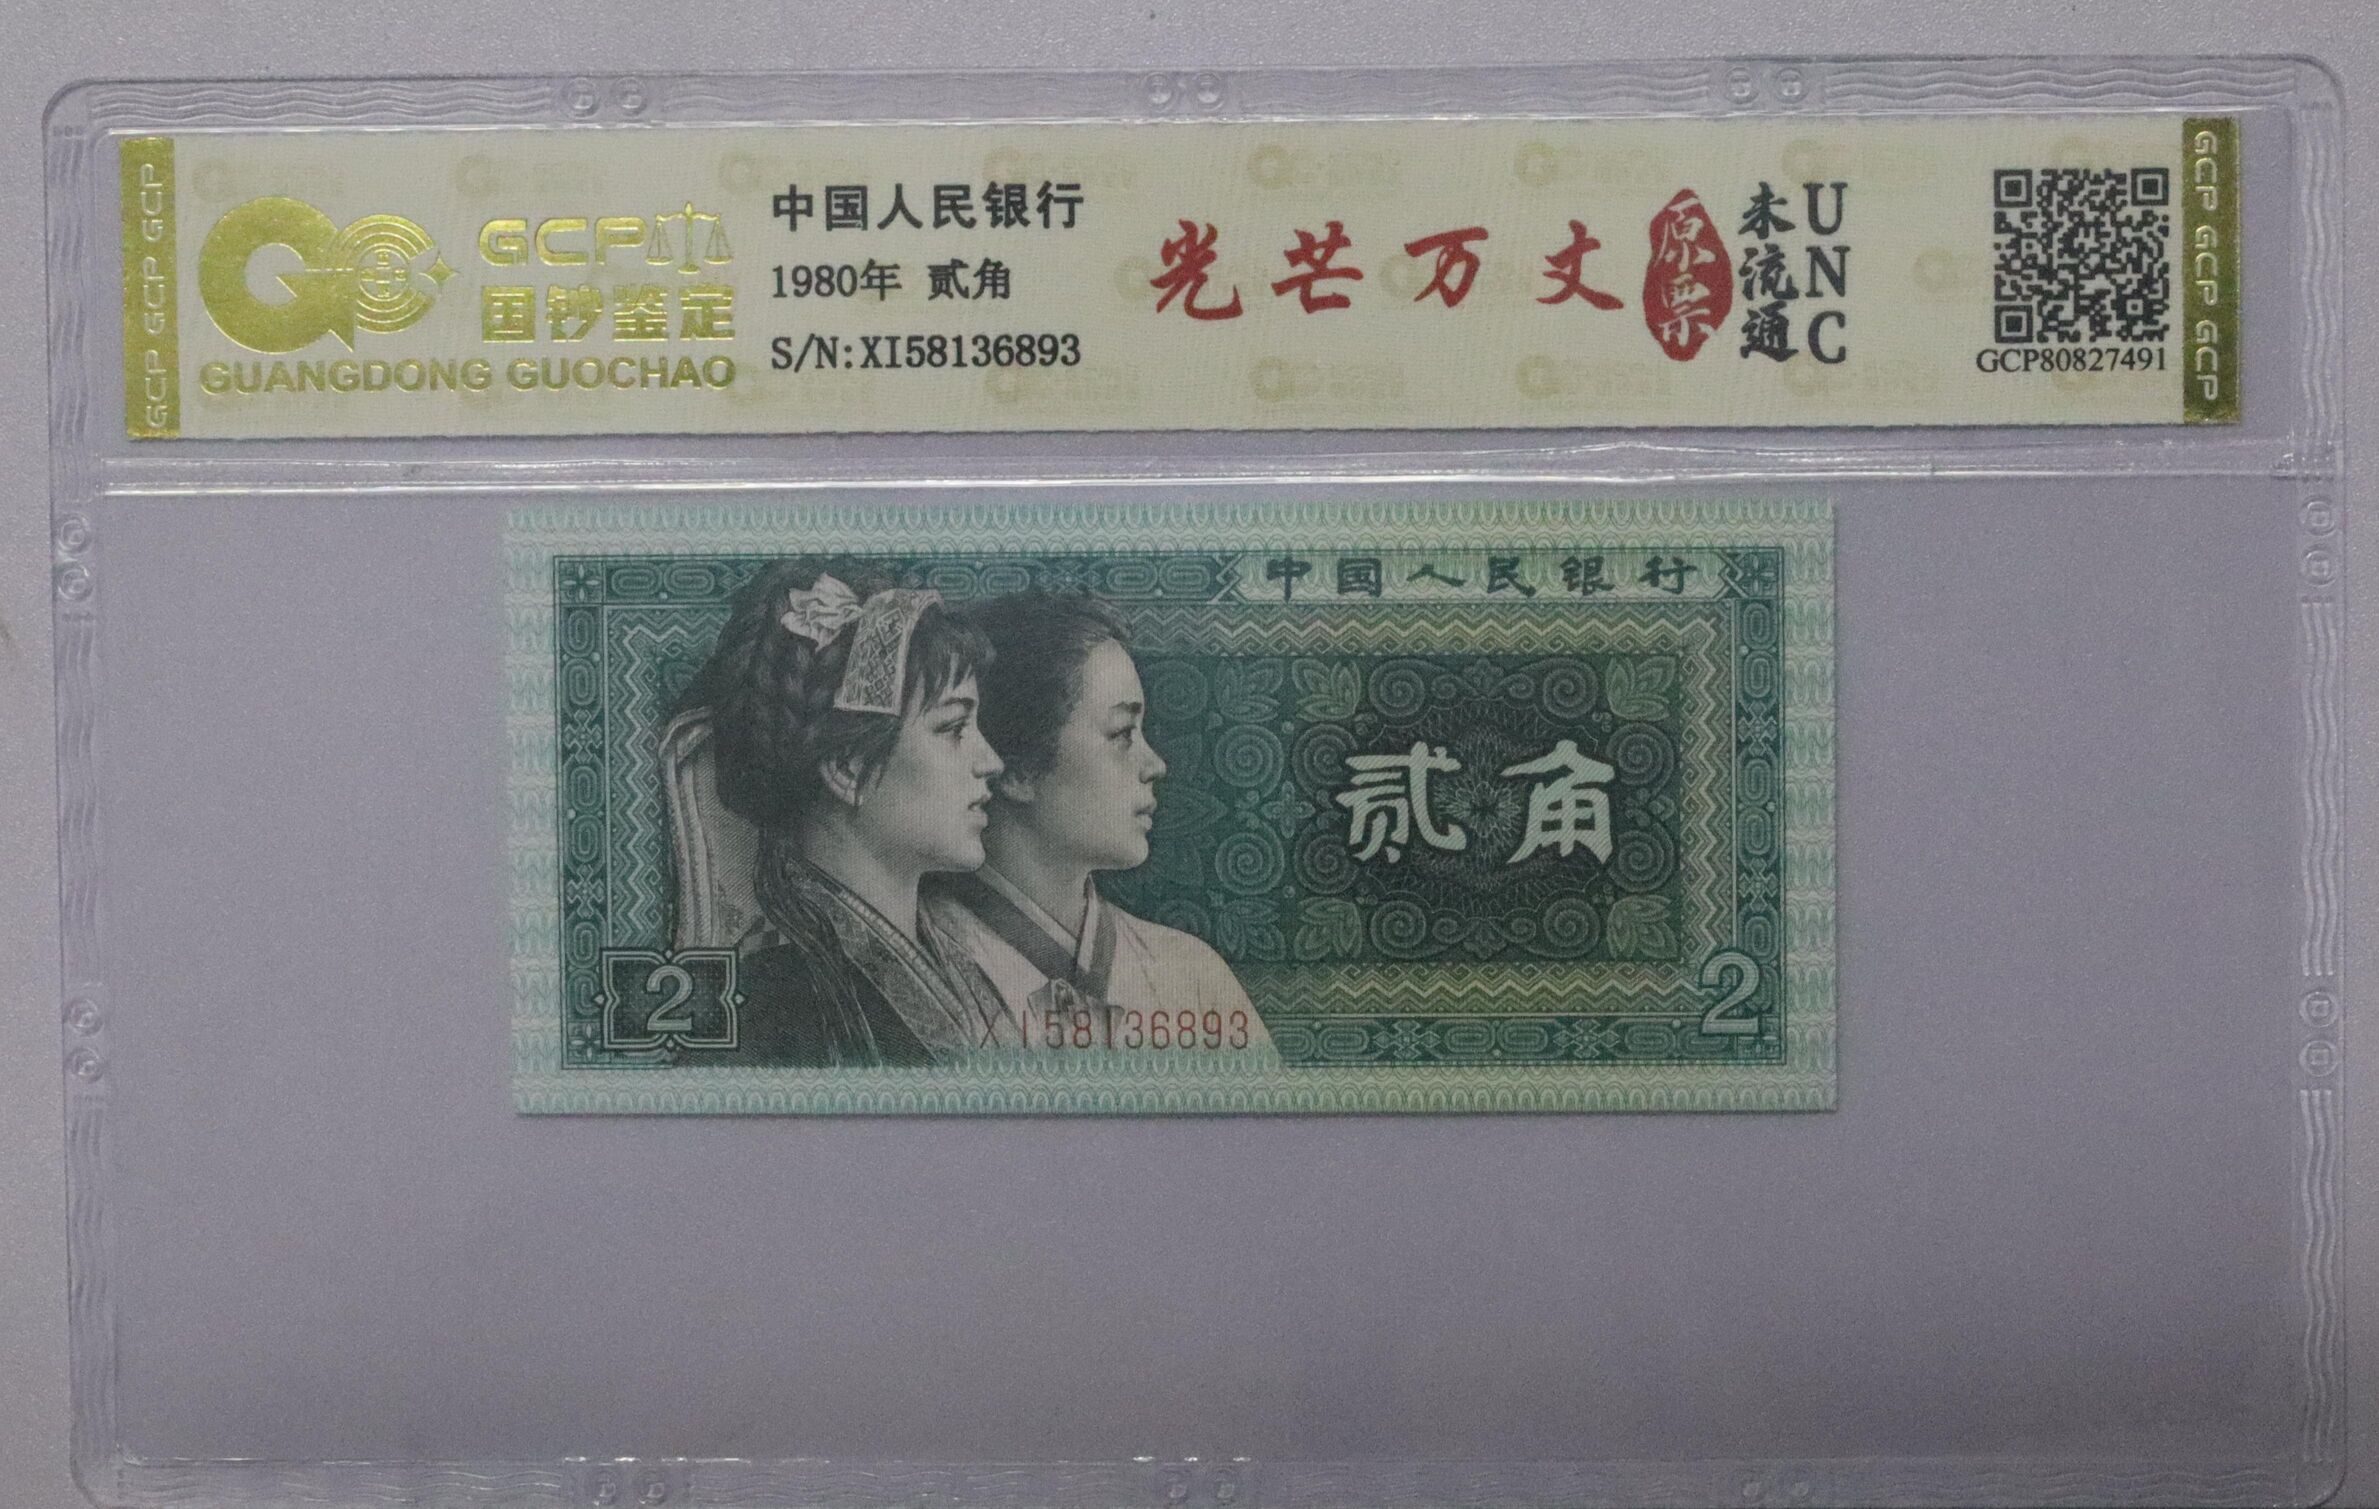 GCP
国钞鉴定
GUANGDONG GUOCHAO
中国人民银行
1980年 贰角
S/N:XI58136893
光芒万丈
原票
未流通
UNC
GCP80827491
GCP GCP GCP
GCP GCP GCP
中国人民银行
贰角
2
XI58136893
2